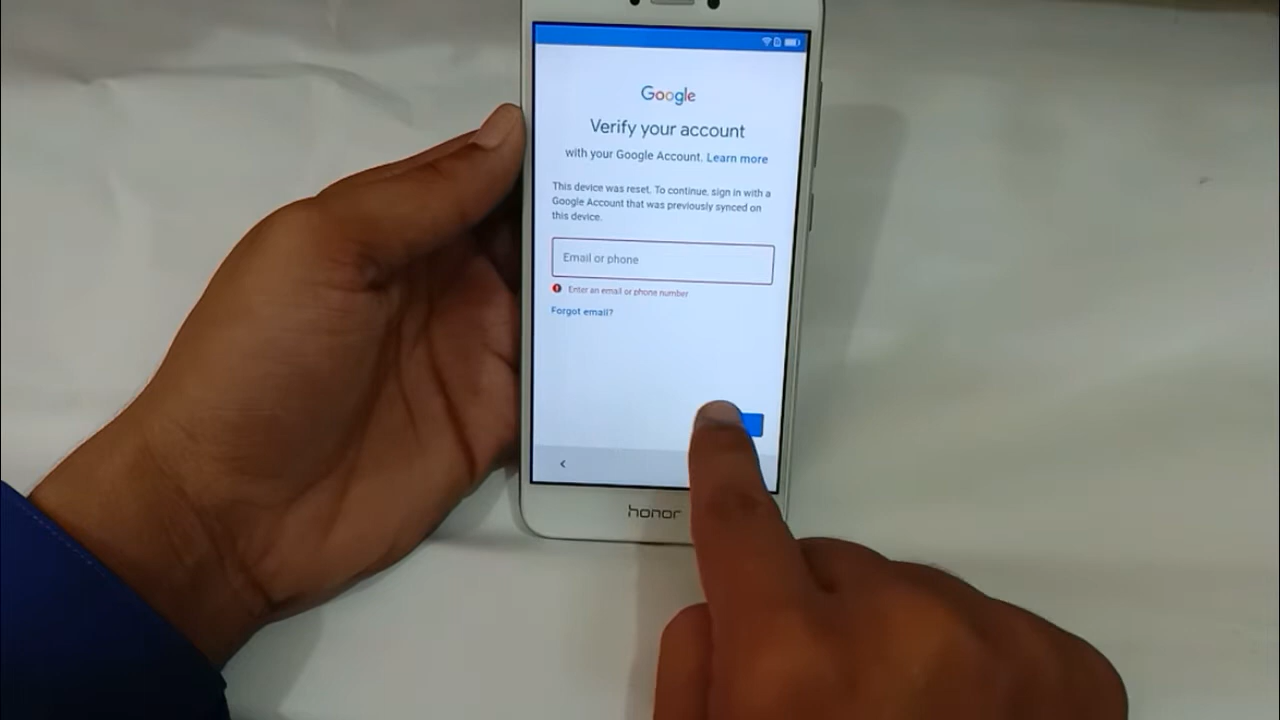 Google
Verify your account
with your Google Account. Learn more
This device was reset. To continue, sign in with a
Google Account that was previously synced on
this device.
Email or phone
Enter an email or phone number
Forgot email?
honor